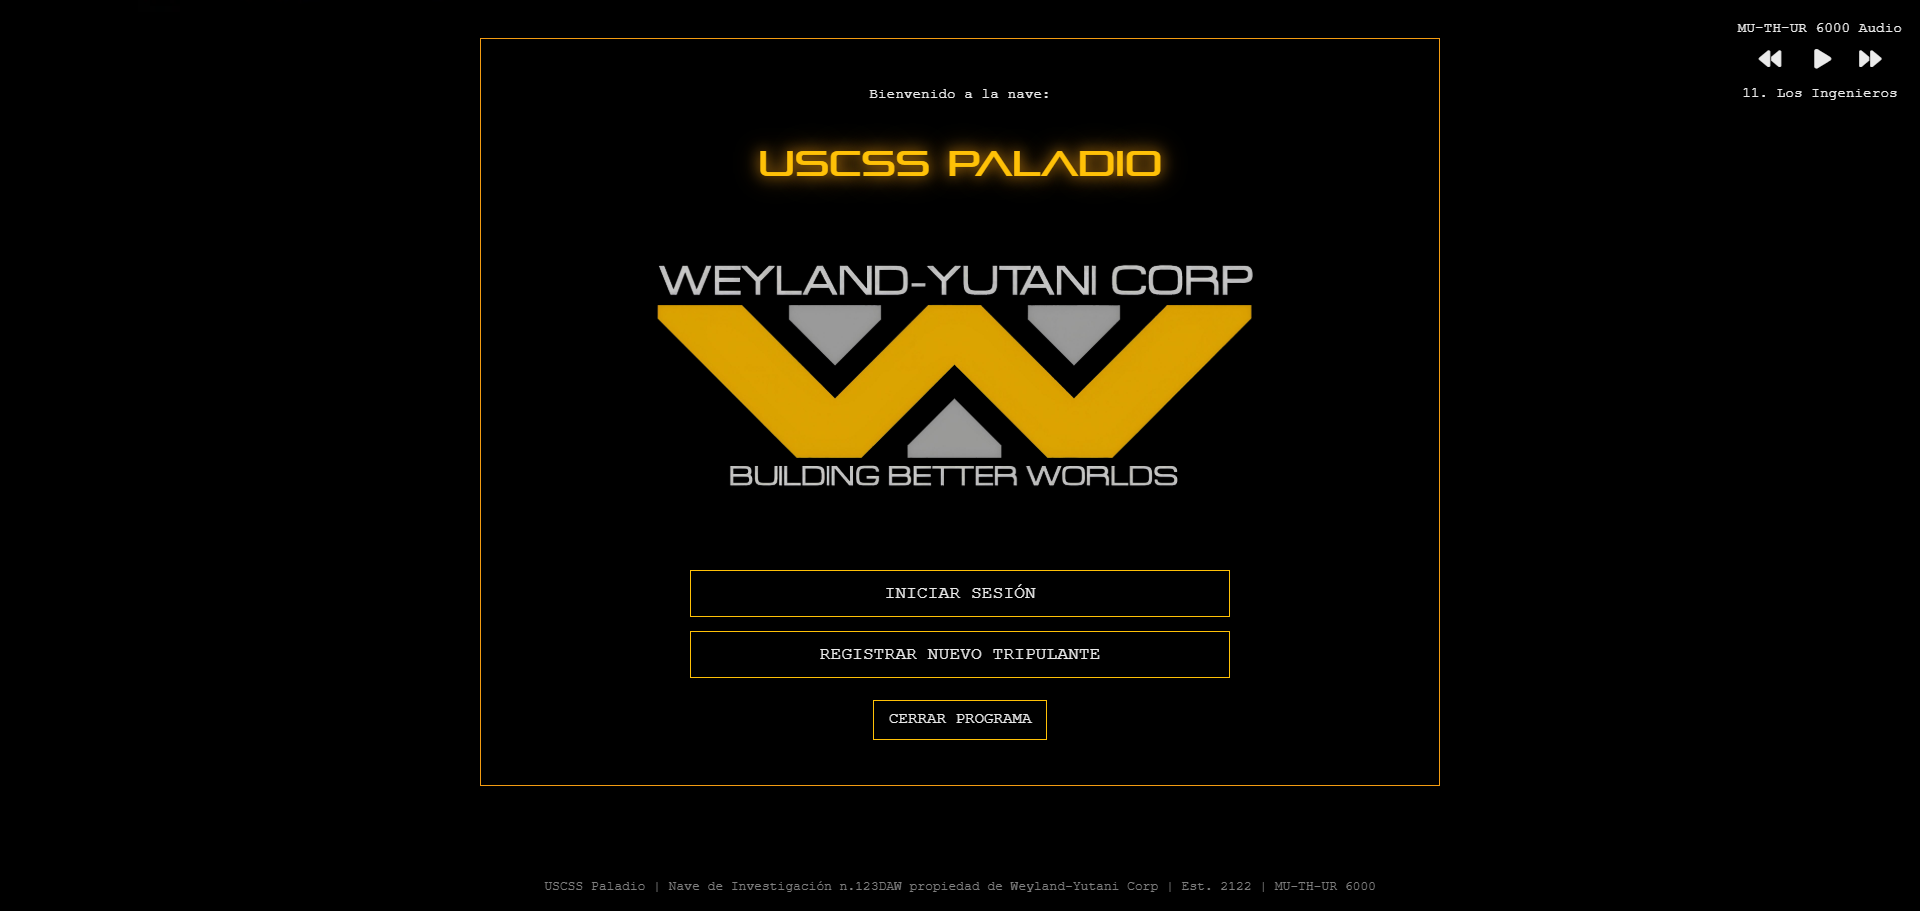 MU-TH-UR 6000 Audio
11. Los Ingenieros
Bienvenido a la nave:
USCSS PALADIO
WEYLAND-YUTANI CORP
BUILDING BETTER WORLDS
INICIAR SESIÓN
REGISTRAR NUEVO TRIPULANTE
CERRAR PROGRAMA
USCSS Paladio | Nave de Investigación n.123DAW propiedad de Weyland-Yutani Corp | Est. 2122 | MU-TH-UR 6000